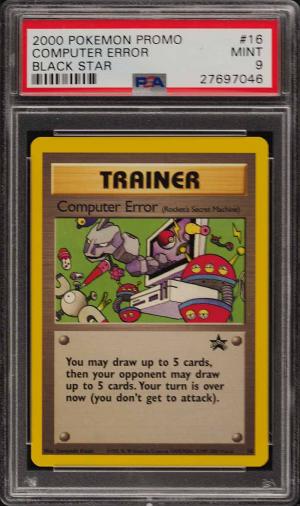 2000 POKEMON PROMO #16
COMPUTER ERROR MINT
BLACK STAR 9
PSA 27697046
TRAINER
Computer Error (Rocket's Secret Machine)
PROMO
You may draw up to 5 cards,
then your opponent may draw
up to 5 cards. Your turn is over
now (you don't get to attack).
16